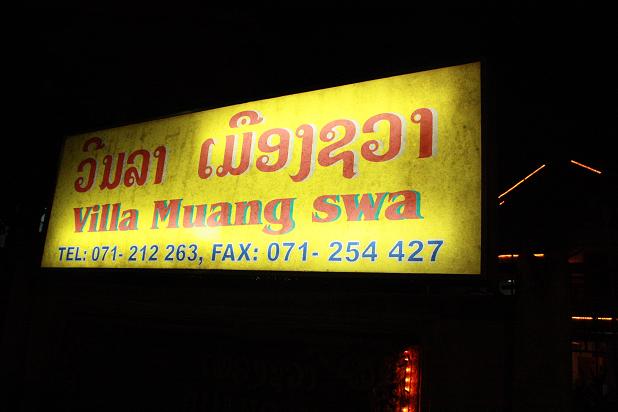 ວິນລາ ເມືອງຊວາ
Villa Muang swa
TEL: 071- 212 263, FAX: 071- 254 427